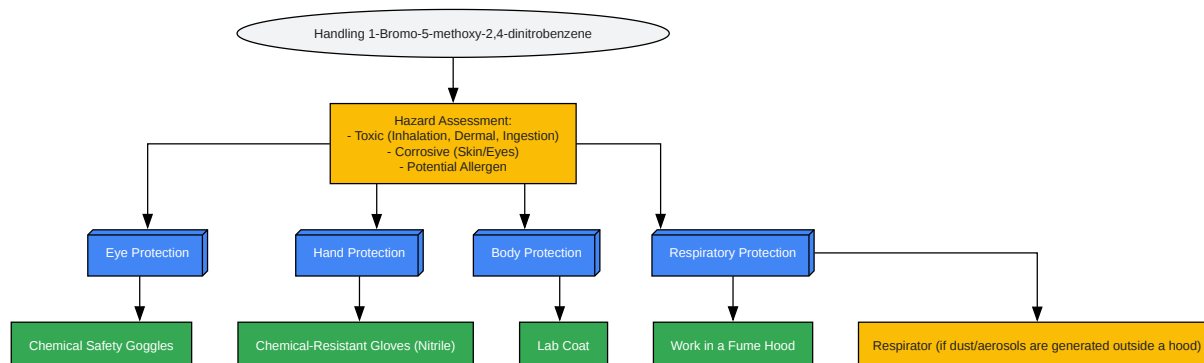 Handling 1-Bromo-5-methoxy-2,4-dinitrobenzene
Hazard Assessment:
- Toxic (Inhalation, Dermal, Ingestion)
- Corrosive (Skin/Eyes)
- Potential Allergen
Eye Protection
Hand Protection
Body Protection
Respiratory Protection
Chemical Safety Goggles
Chemical-Resistant Gloves (Nitrile)
Lab Coat
Work in a Fume Hood
Respirator (if dust/aerosols are generated outside a hood)